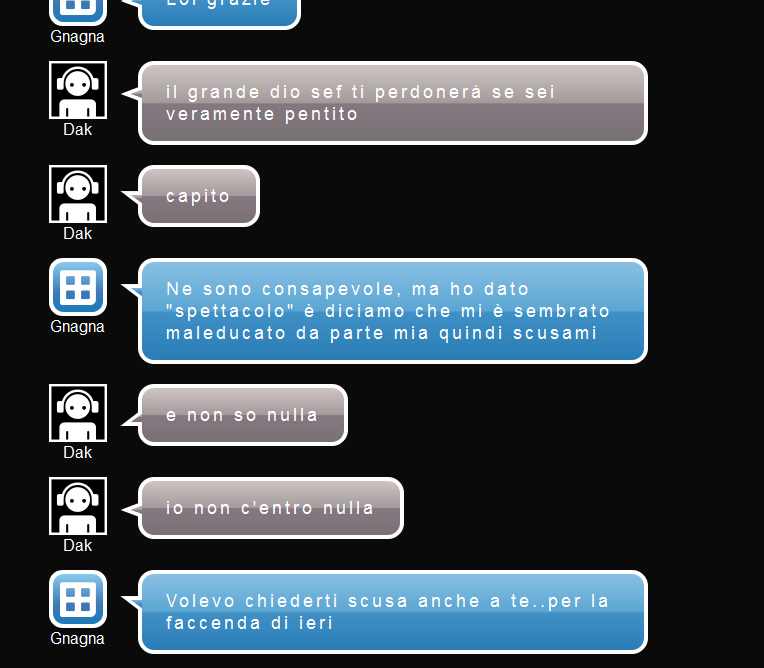 Lol grazie
Gnagna
il grande dio sef ti perdonerà se sei
veramente pentito
Dak
capito
Dak
Ne sono consapevole, ma ho dato
"spettacolo" è diciamo che mi è sembrato
maleducato da parte mia quindi scusami
Gnagna
e non so nulla
Dak
io non c'entro nulla
Dak
Volevo chiederti scusa anche a te..per la
faccenda di ieri
Gnagna